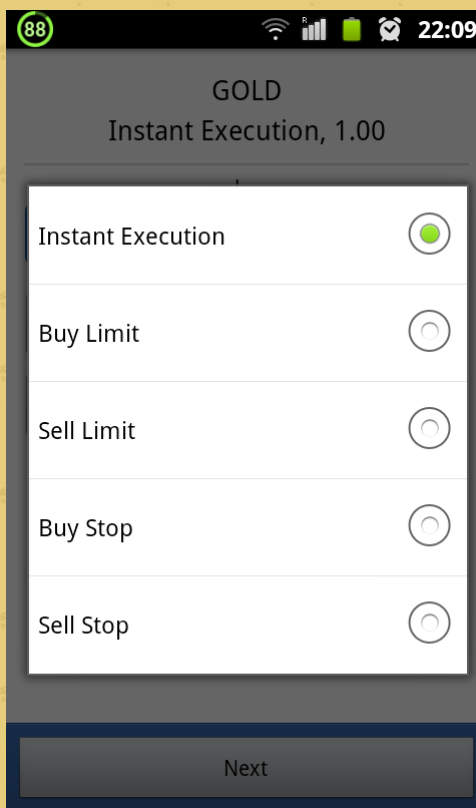 88
R
22:09
GOLD
Instant Execution, 1.00
Instant Execution
Buy Limit
Sell Limit
Buy Stop
Sell Stop
Next